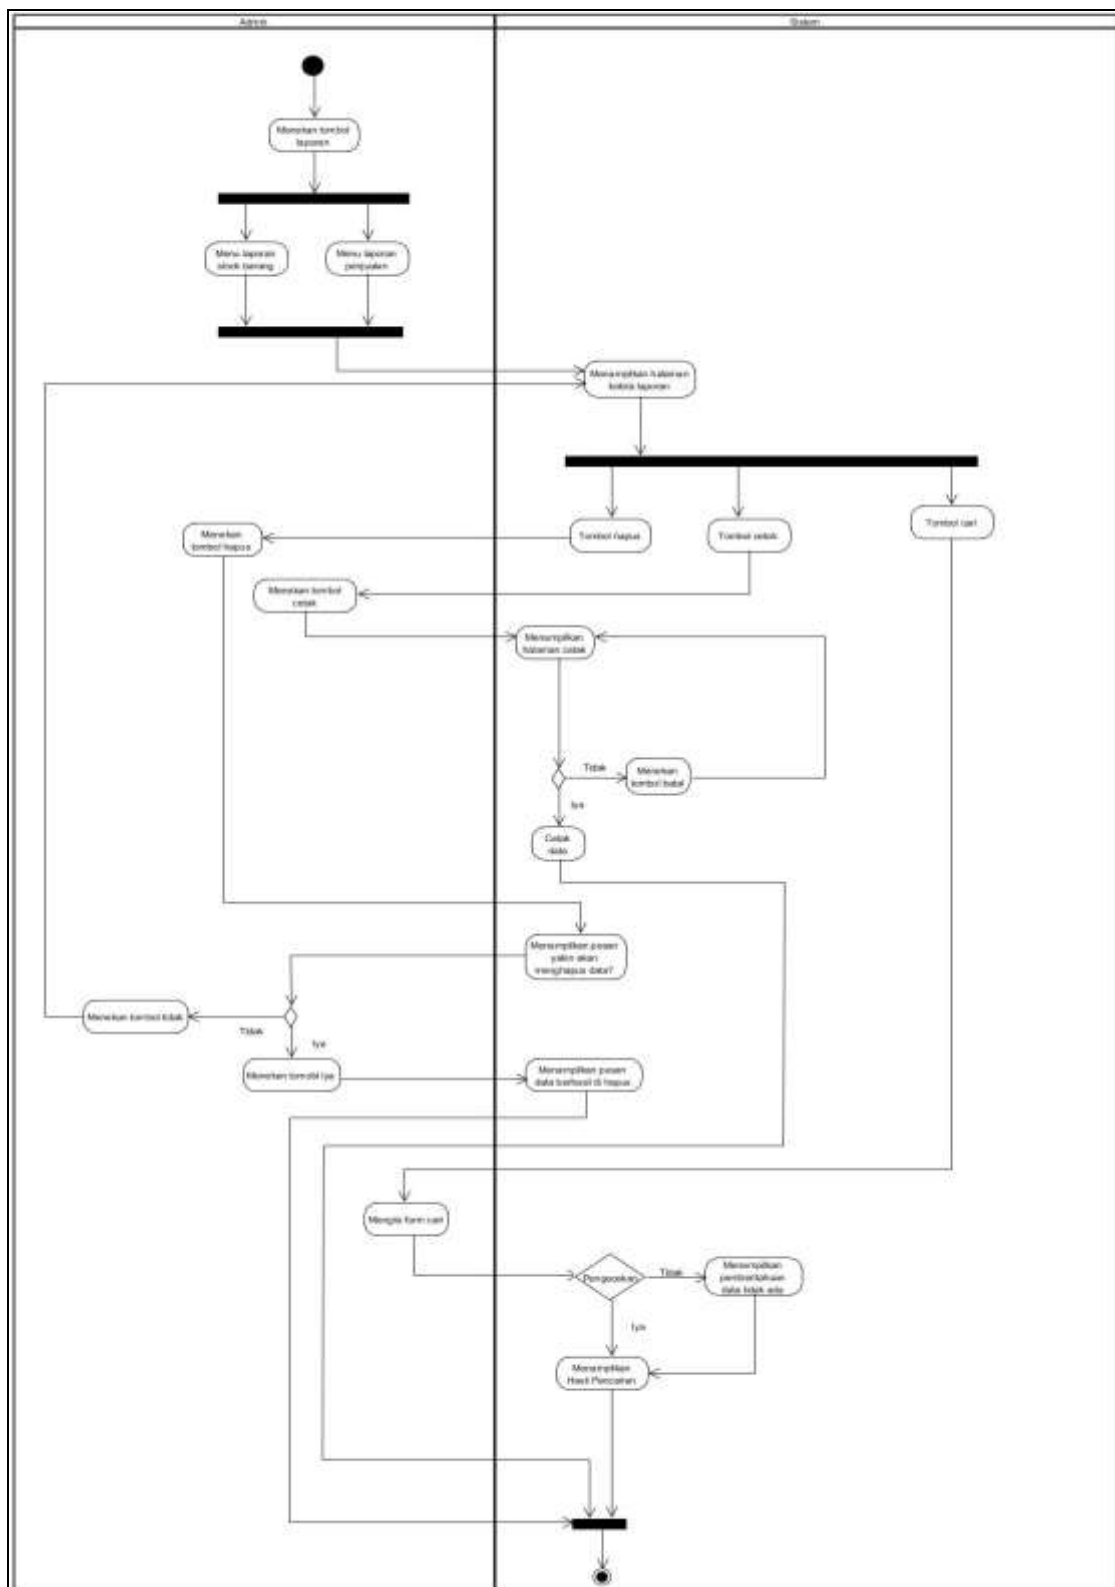 Admin
Sistem
Menekan tombol
laporan
Menu laporan
stock barang
Menu laporan
penjualan
Menampilkan halaman
kelola laporan
Tombol hapus
Tombol cetak
Tombol cari
Menekan
tombol hapus
Menekan tombol
cetak
Menampilkan
halaman cetak
Tidak
Menekan
tombol batal
Iya
Cetak
data
Menampilkan pesan
yakin akan
menghapus data?
Menekan tombol tidak
Tidak
Iya
Menekan tomobl iya
Menampilkan pesan
data berhasil di hapus
Mengisi form cari
Pengecekan
Tidak
Menampilkan
pemberitahuan
data tidak ada
Iya
Menampilkan
Hasil Pencarian